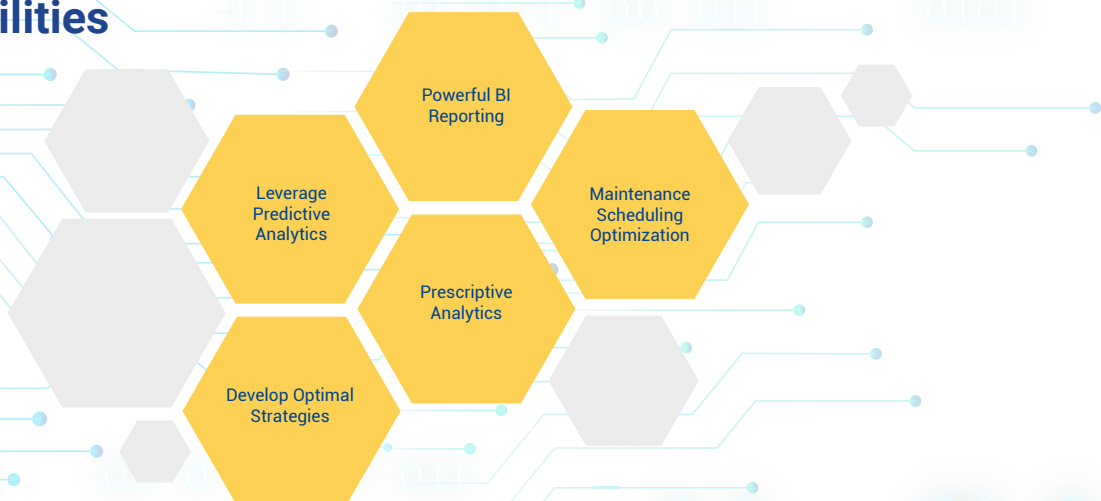 ilities
Powerful BI
Reporting
Leverage
Predictive
Analytics
Maintenance
Scheduling
Optimization
Prescriptive
Analytics
Develop Optimal
Strategies